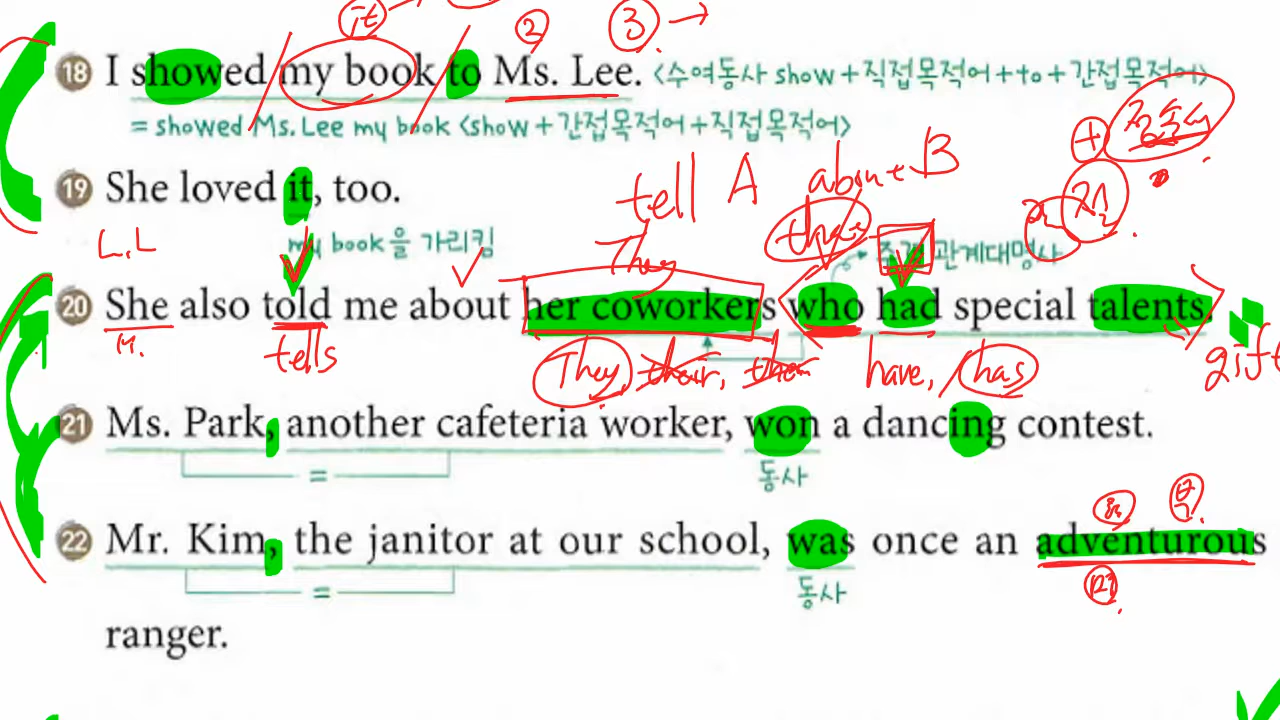 it → ② ③ →
⑱ I showed my book to Ms. Lee. <수여동사 show + 직접목적어 + to + 간접목적어>
= showed Ms. Lee my book <show + 간접목적어 + 직접목적어>
⑲ She loved it, too.
tell A about B
my book을 가리킴
They
주격 관계대명사
⑳ She also told me about her coworkers who had special talents.
tells They, their, have, has gift
㉑ Ms. Park, another cafeteria worker, won a dancing contest.
= 동사
㉒ Mr. Kim, the janitor at our school, was once an adventurous
= 동사
ranger.